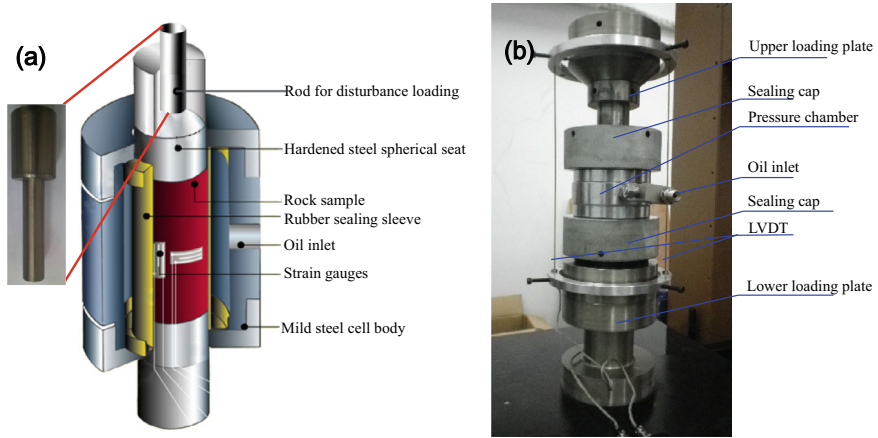 (a)
Rod for disturbance loading
Hardened steel spherical seat
Rock sample
Rubber sealing sleeve
Oil inlet
Strain gauges
Mild steel cell body
(b)
Upper loading plate
Sealing cap
Pressure chamber
Oil inlet
Sealing cap
LVDT
Lower loading plate